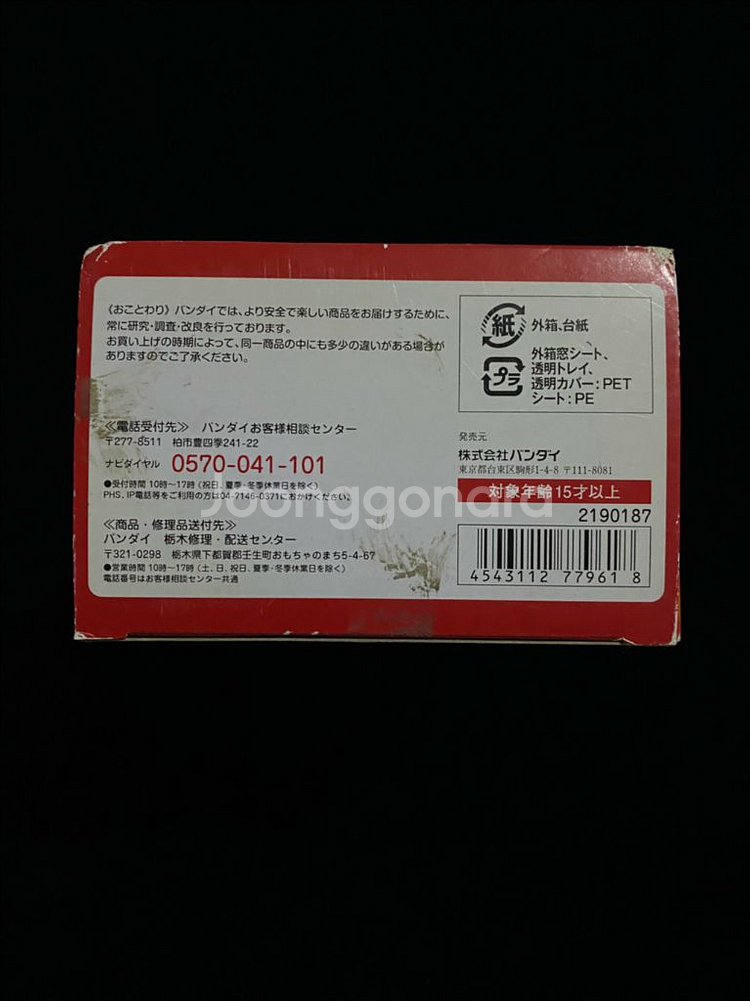 《おことわり》バンダイでは、より安全で楽しい商品をお届けするために、
常に研究・調査・改良を行っております。
お買い上げの時期によって、同一商品の中にも多少の違いがある場合が
ありますのでご了承ください。
≪電話受付先≫ バンダイお客様相談センター
〒277-8511 柏市豊四季241-22
ナビダイヤル 0570-041-101
●受付時間 10時〜17時(祝日、夏季・冬季休業日を除く)
PHS、IP電話等をご利用の方は04-7146-0371におかけください。
≪商品・修理品送付先≫
バンダイ 栃木修理・配送センター
〒321-0298 栃木県下都賀郡壬生町おもちゃのまち5-4-67
●営業時間 10時〜17時(土、日、祝日、夏季・冬季休業日を除く)
電話番号はお客様相談センター共通
紙 外箱、台紙
プラ 外箱窓シート、
透明トレイ、
透明カバー:PET
シート:PE
発売元
株式会社バンダイ
東京都台東区駒形1-4-8 〒111-8081
対象年齢15才以上
2190187
4543112 77961 8
Joonggonara